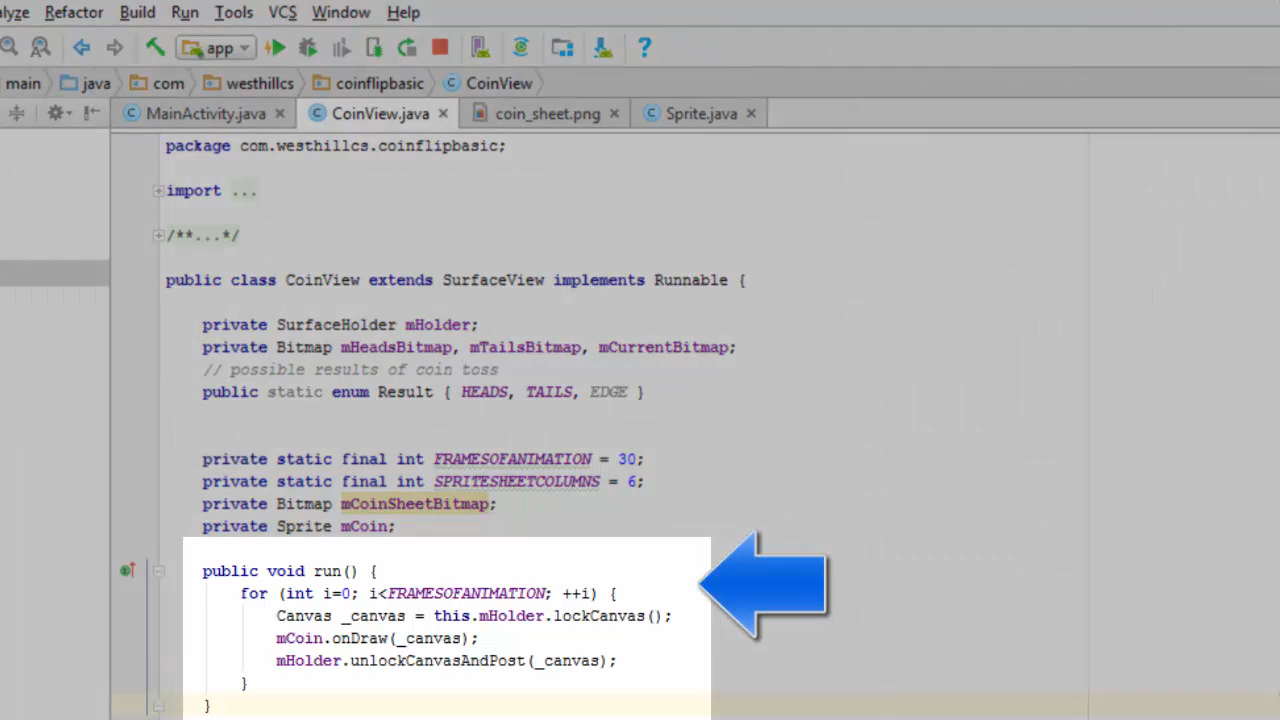 alyze Refactor Build Run Tools VCS Window Help
app ?
main java com westhillcs coinflipbasic C CoinView
C MainActivity.java × C CoinView.java × coin_sheet.png × C Sprite.java ×
package com.westhillcs.coinflipbasic;
import ...
/**...*/
public class CoinView extends SurfaceView implements Runnable {
private SurfaceHolder mHolder;
private Bitmap mHeadsBitmap, mTailsBitmap, mCurrentBitmap;
// possible results of coin toss
public static enum Result { HEADS, TAILS, EDGE }
private static final int FRAMESOFANIMATION = 30;
private static final int SPRITESHEETCOLUMNS = 6;
private Bitmap mCoinSheetBitmap;
private Sprite mCoin;
public void run() {
for (int i=0; i<FRAMESOFANIMATION; ++i) {
Canvas _canvas = this.mHolder.lockCanvas();
mCoin.onDraw(_canvas);
mHolder.unlockCanvasAndPost(_canvas);
}
}